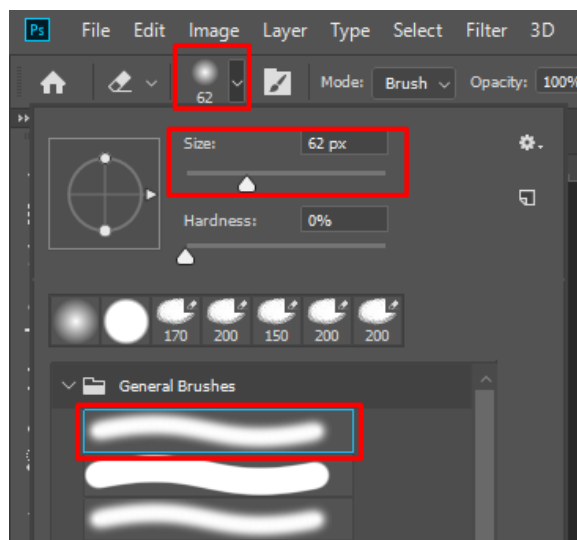 Ps File Edit Image Layer Type Select Filter 3D
62 Mode: Brush Opacity: 100%
Size: 62 px
Hardness: 0%
170 200 150 200 200
General Brushes